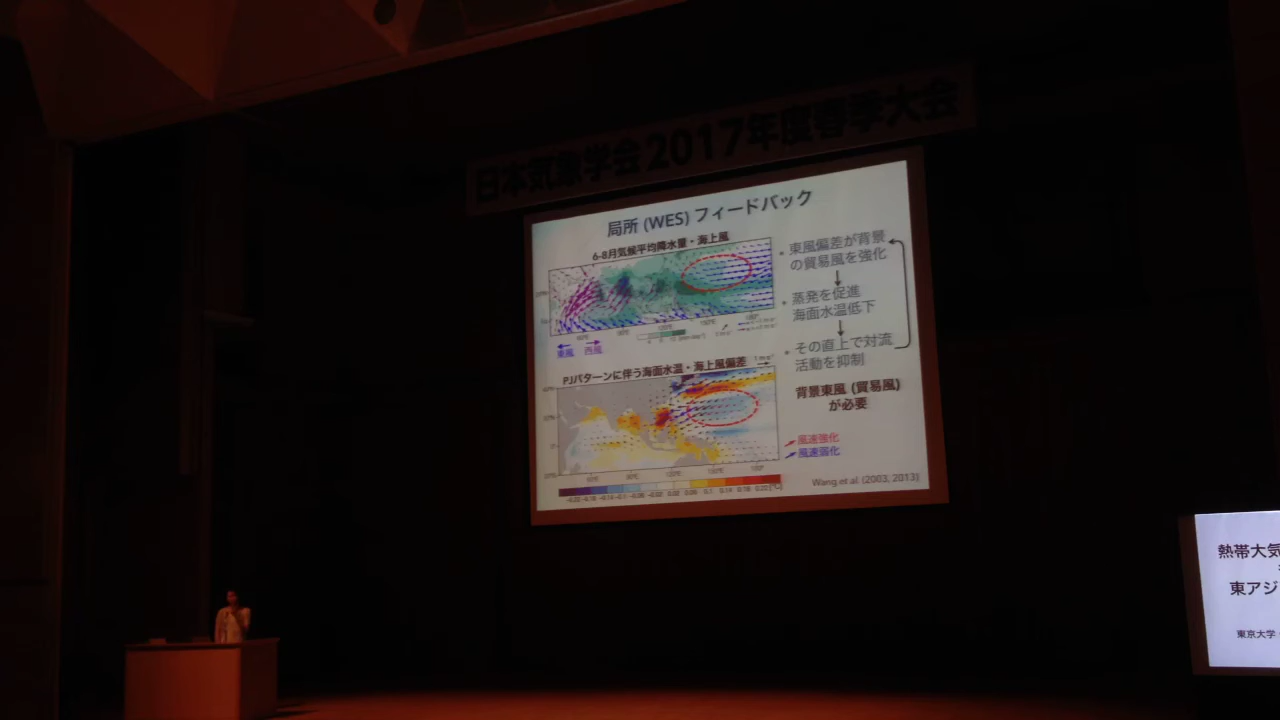 日本気象学会2017年度春季大会
局所 (WES) フィードバック
6-8月気候平均降水量・海上風
東風 西風
PJパターンに伴う海面水温・海上風偏差
東風偏差が背景
の貿易風を強化
蒸発を促進
海面水温低下
その直上で対流
活動を抑制
背景東風 (貿易風)
が必要
風速強化
風速弱化
Wang et al. (2003, 2013)
熱帯大気
東アジ
東京大学